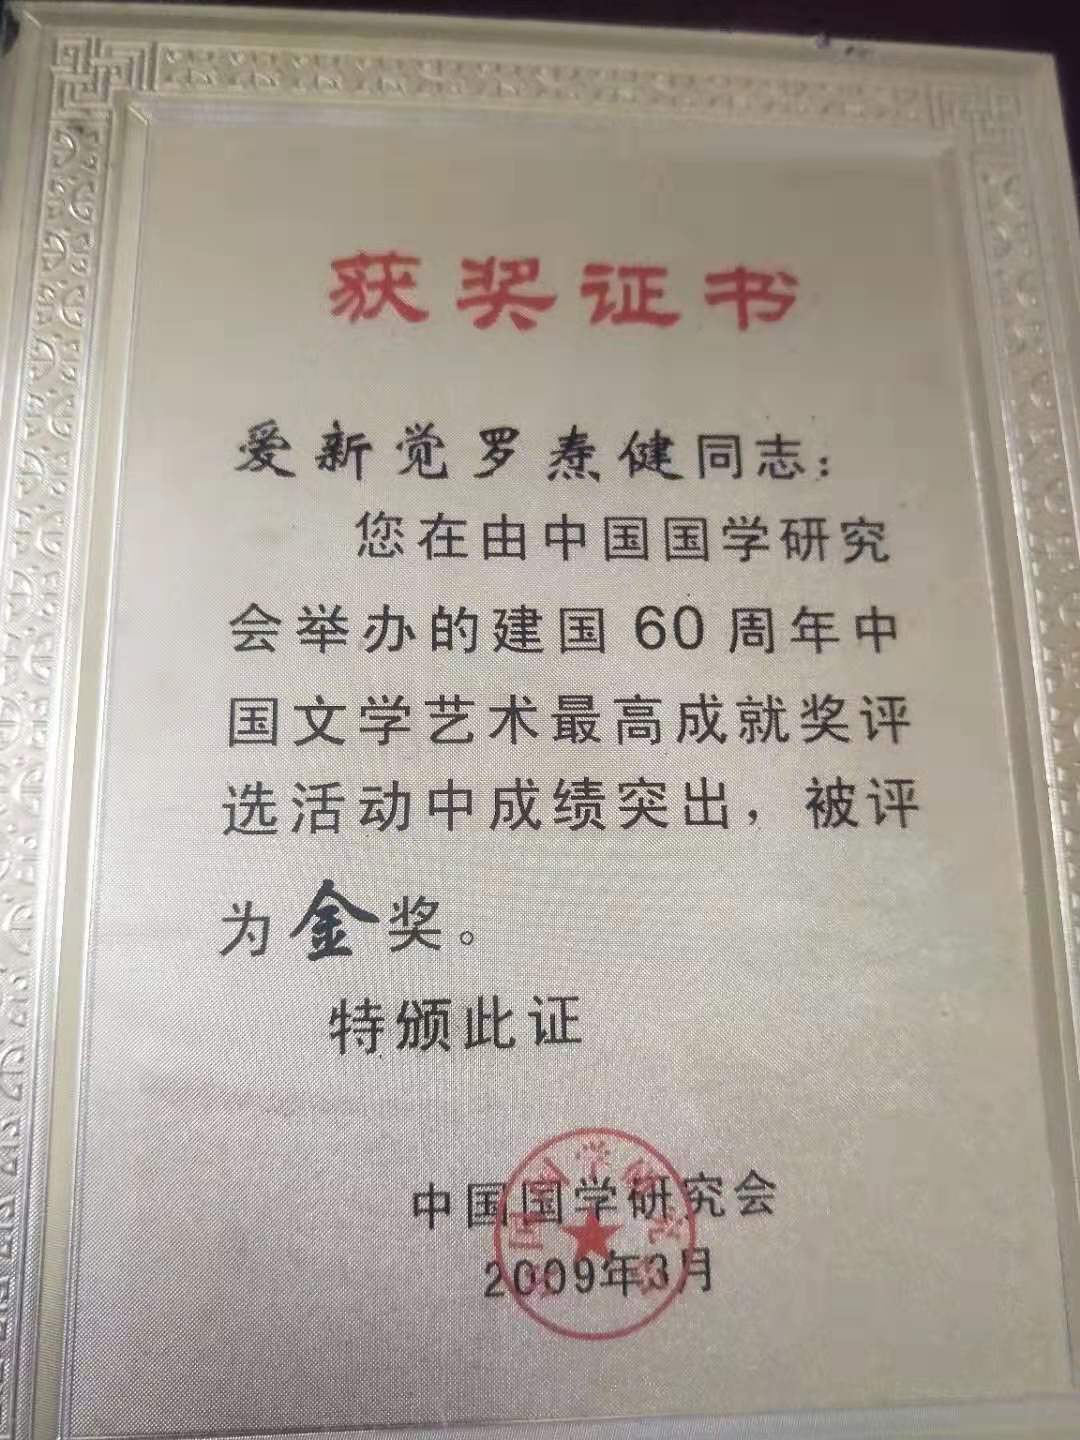 获奖证书
爱新觉罗焘健同志：
您在由中国国学研究
会举办的建国60周年中
国文学艺术最高成就奖评
选活动中成绩突出，被评
为金奖。
特颁此证
中国国学研究会
2009年3月